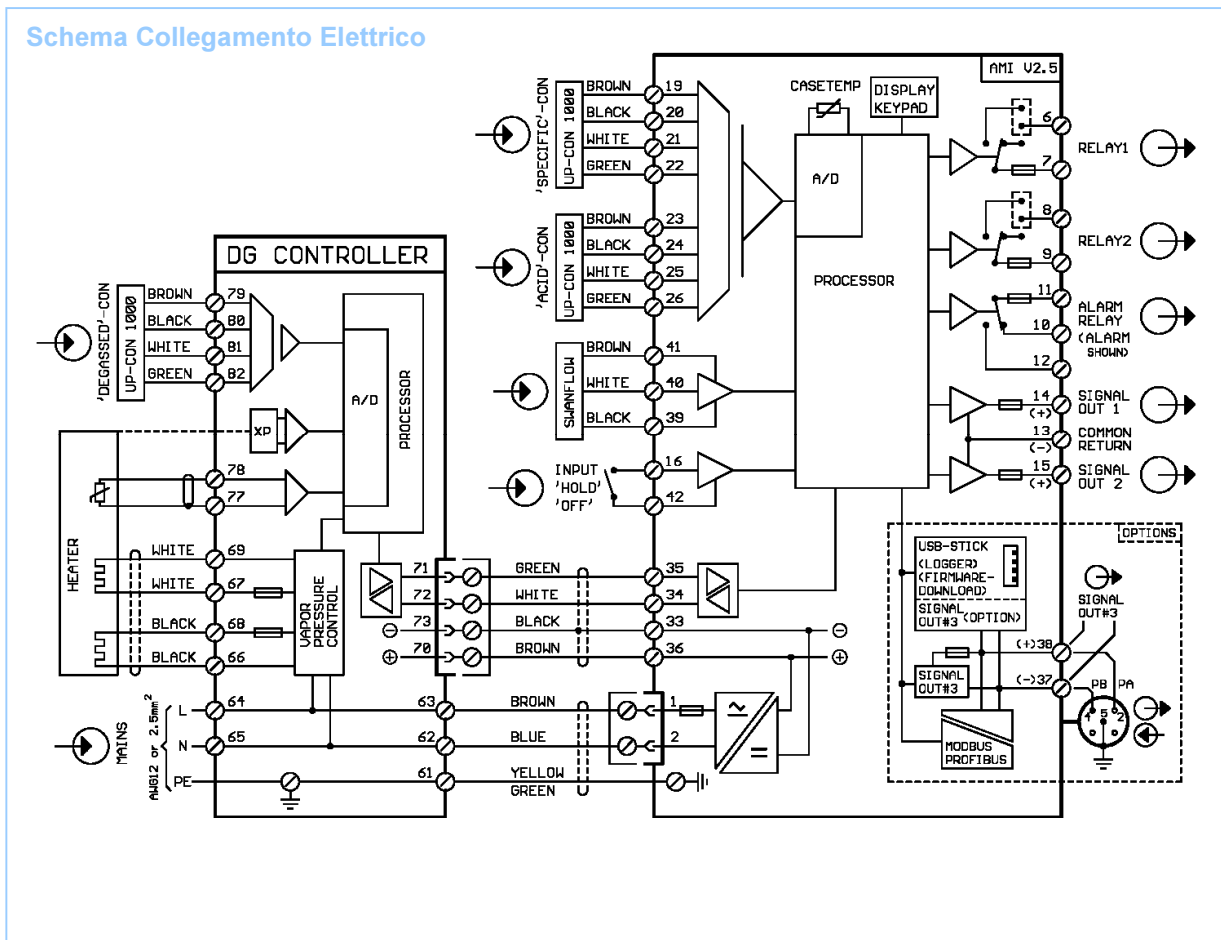 Schema Collegamento Elettrico
AMI V2.5
'SPECIFIC'-CON
UP-CON 1000
BROWN 19
BLACK 20
WHITE 21
GREEN 22
CASETEMP
DISPLAY
KEYPAD
A/D
PROCESSOR
6
RELAY1
7
8
RELAY2
9
11
ALARM
RELAY
10
(ALARM
SHOWN)
12
14
(+)
SIGNAL
OUT 1
13
(-)
COMMON
RETURN
15
(+)
SIGNAL
OUT 2
'ACID'-CON
UP-CON 1000
BROWN 23
BLACK 24
WHITE 25
GREEN 26
SWANFLOW
BROWN 41
WHITE 40
BLACK 39
INPUT
'HOLD'
'OFF'
16
42
DG CONTROLLER
'DEGASSED'-CON
UP-CON 1000
BROWN 79
BLACK 80
WHITE 81
GREEN 82
A/D
PROCESSOR
XP
HEATER
78
77
WHITE 69
WHITE 67
BLACK 68
BLACK 66
VAPOR
PRESSURE
CONTROL
71 GREEN 35
72 WHITE 34
73 BLACK 33
70 BROWN 36
MAINS
AWG12 or 2.5mm²
L 64
N 65
PE
63 BROWN 1
62 BLUE 2
61 YELLOW
GREEN
OPTIONS
USB-STICK
(LOGGER)
(FIRMWARE-
DOWNLOAD)
SIGNAL
OUT#3 (OPTION)
SIGNAL
OUT#3
SIGNAL
OUT#3
(+)38
(-)37
PB PA
4 5 2
MODBUS
PROFIBUS